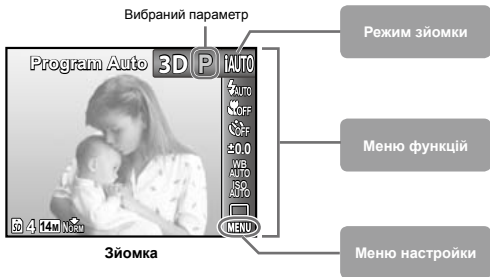 Вибраний параметр
Режим зйомки
Program Auto 3D P iAUTO
AUTO
OFF
OFF
±0.0
WB
AUTO
ISO
AUTO
Меню функцій
4 14M NORM
MENU
Зйомка
Меню настройки